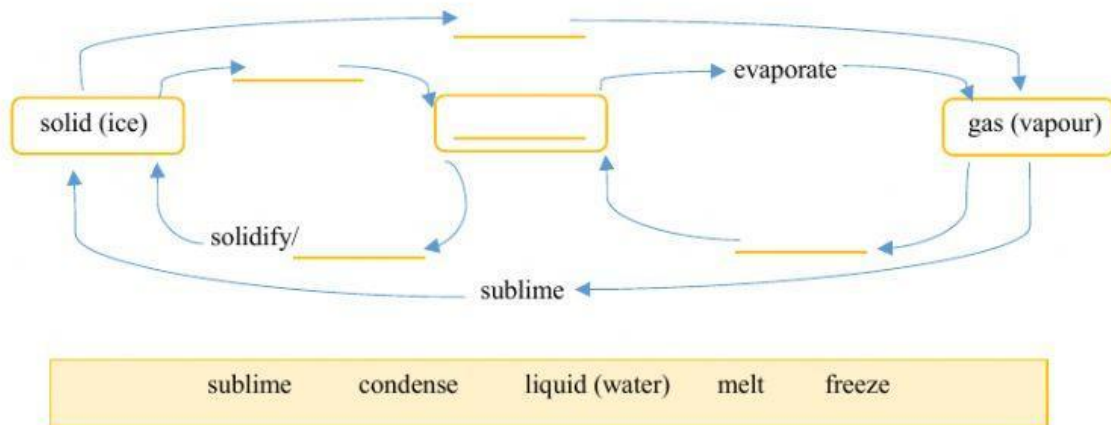 evaporate
solid (ice)
gas (vapour)
solidify/
sublime
sublime condense liquid (water) melt freeze